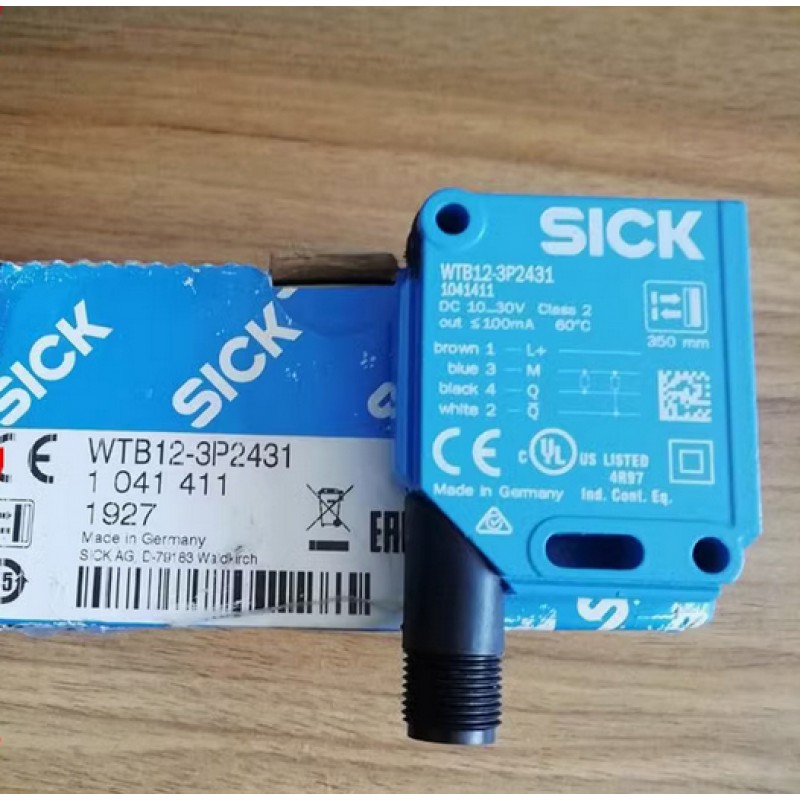 SICK
WTB12-3P2431
1041411
DC 10...30V Class 2
out ≤100mA 60°C
350 mm
brown 1 L+
blue 3 M
black 4 Q
white 2 Q̅
CE
C UL US LISTED
4R97
Ind. Cont. Eq.
Made in Germany
SICK
SICK
CE
WTB12-3P2431
1 041 411
1927
Made in Germany
SICK AG, D-79183 Waldkirch
S